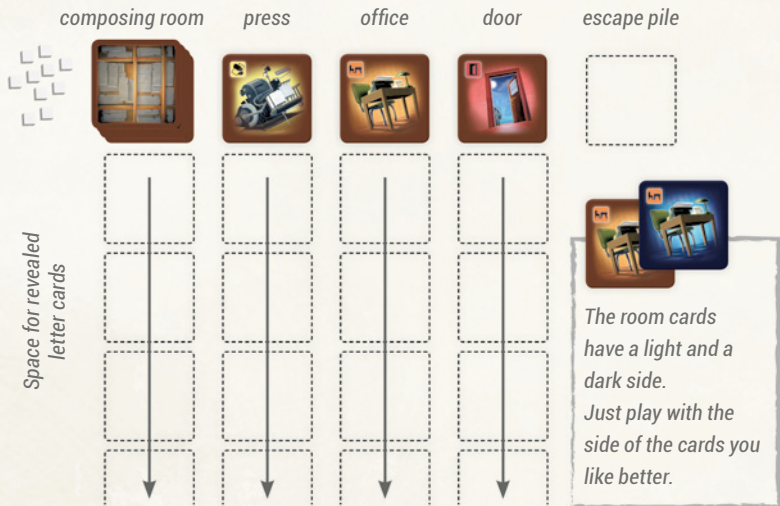 composing room press office door escape pile
Space for revealed
letter cards
The room cards
have a light and a
dark side.
Just play with the
side of the cards you
like better.